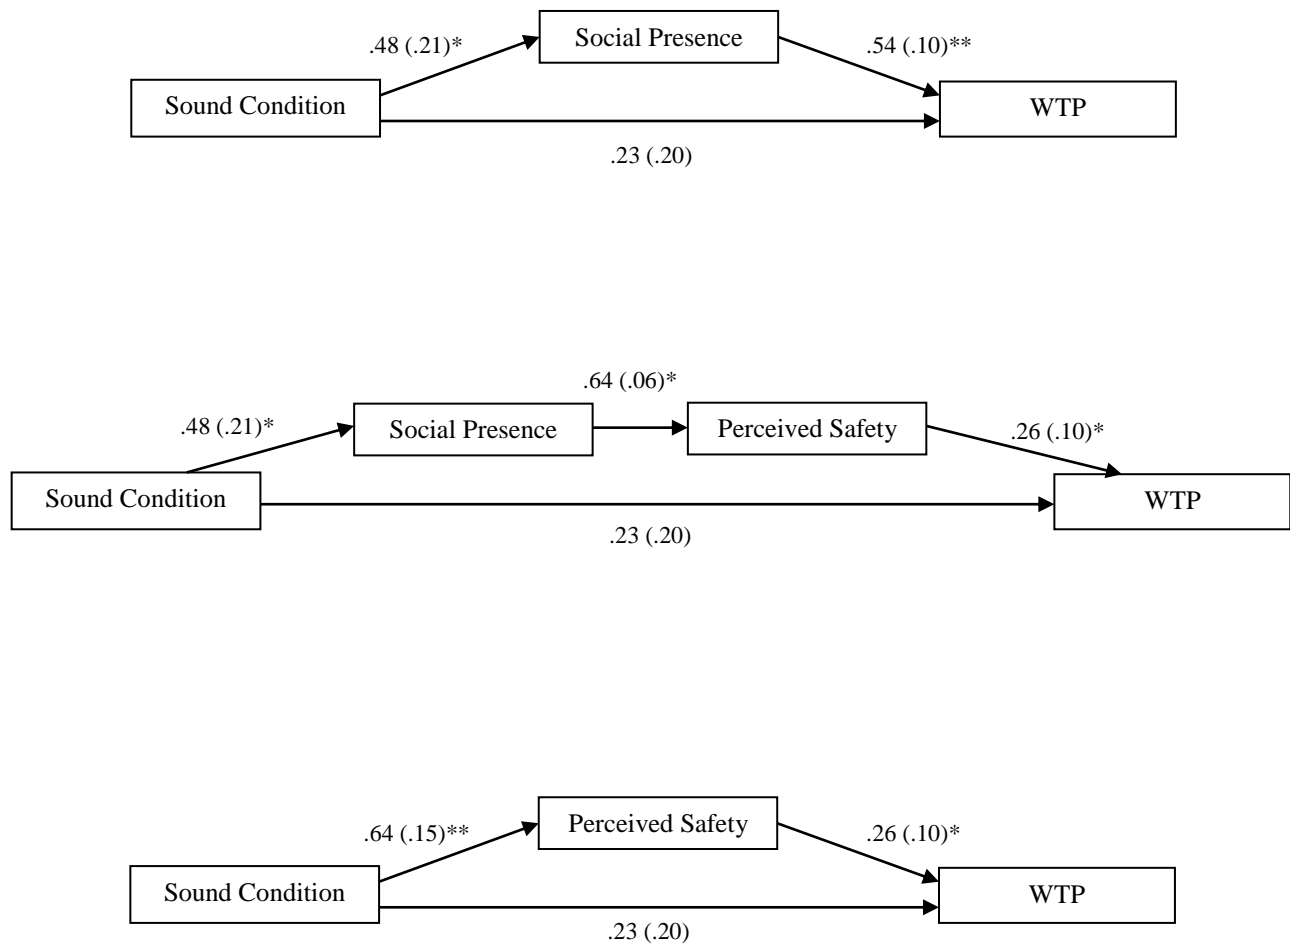 Social Presence
.48 (.21)*
.54 (.10)**
Sound Condition
WTP
.23 (.20)
.64 (.06)*
.48 (.21)*
Social Presence
Perceived Safety
.26 (.10)*
Sound Condition
WTP
.23 (.20)
.64 (.15)**
Perceived Safety
.26 (.10)*
Sound Condition
WTP
.23 (.20)